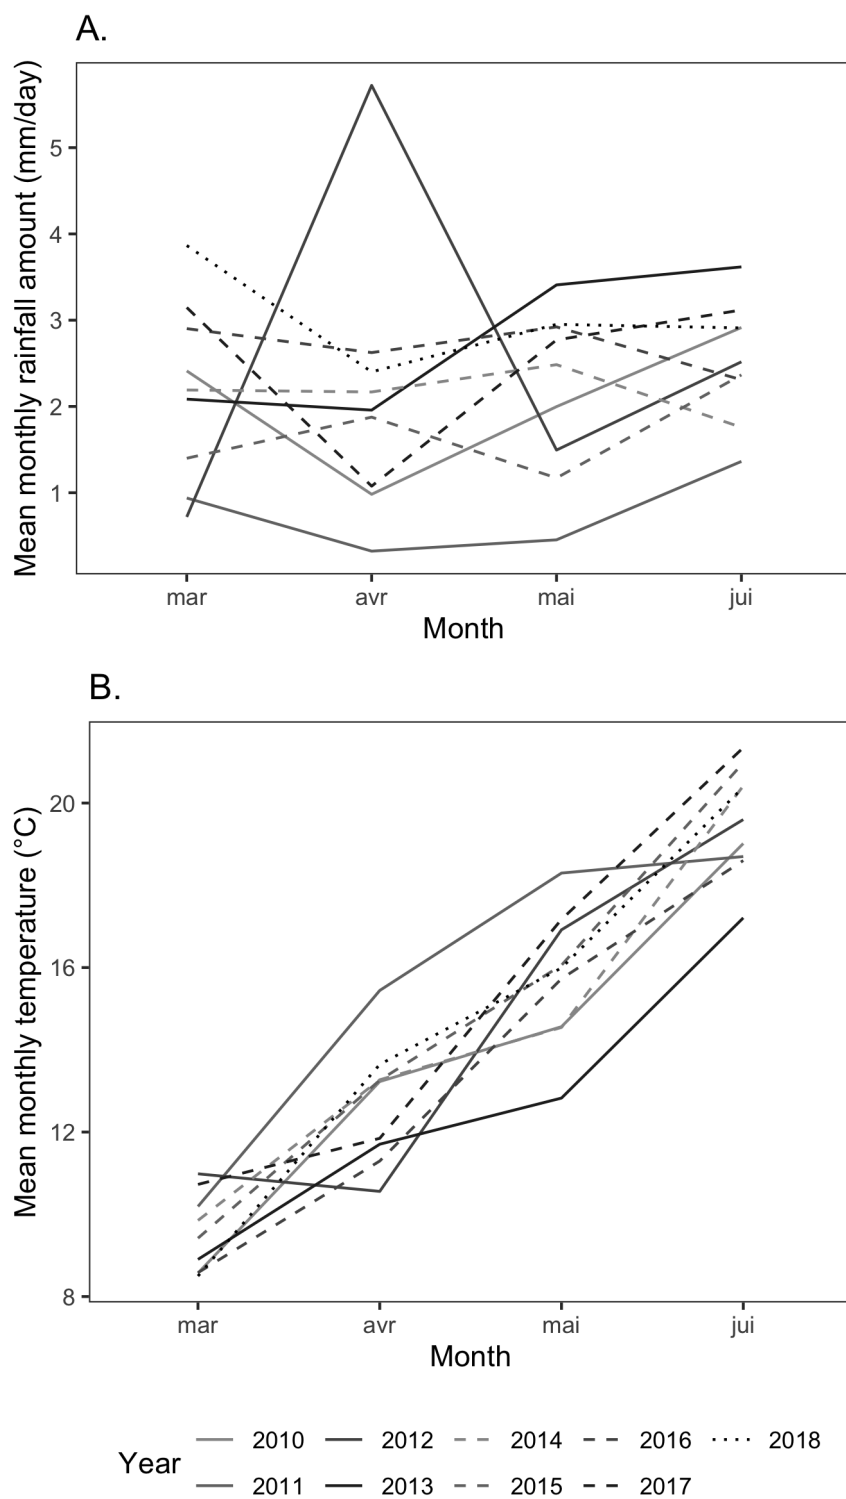 A.
Mean monthly rainfall amount (mm/day)
5
4
3
2
1
mar avr mai jui
Month
B.
Mean monthly temperature (°C)
20
16
12
8
mar avr mai jui
Month
Year
2010 2012 2014 2016 2018
2011 2013 2015 2017